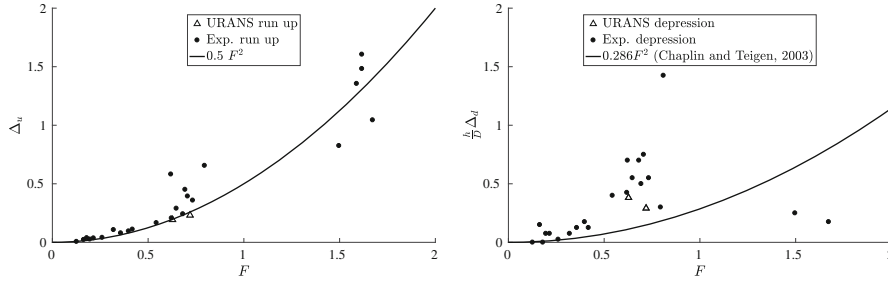 △ URANS run up
• Exp. run up
0.5 F²
2
1.5
1
0.5
0
Δᵤ
0 0.5 1 1.5 2
F
△ URANS depression
• Exp. depression
0.286F² (Chaplin and Teigen, 2003)
2
1.5
1
0.5
0
h/D Δ_d
0 0.5 1 1.5 2
F